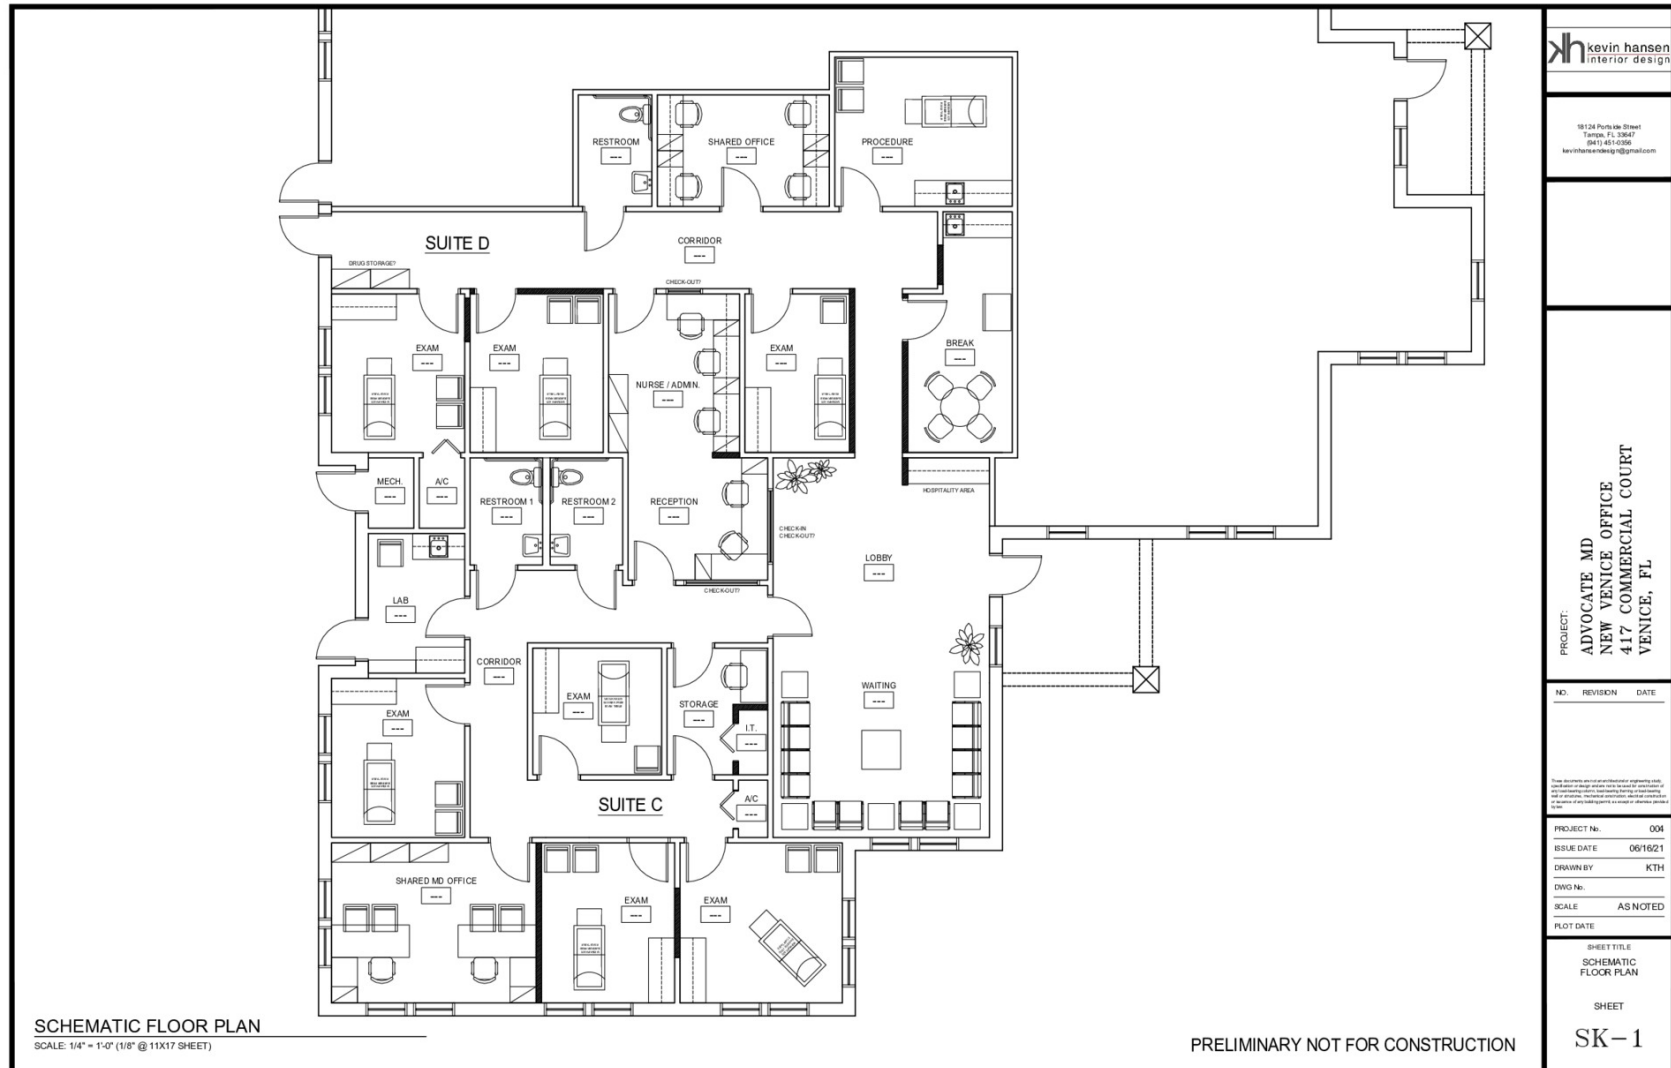 RESTROOM
---
SHARED OFFICE
---
PROCEDURE
---
SUITE D
CORRIDOR
---
DRUG STORAGE?
CHECK-OUT?
EXAM
---
EXAM
---
NURSE / ADMIN.
---
EXAM
---
BREAK
---
MECH.
---
A/C
---
RESTROOM 1
---
RESTROOM 2
---
RECEPTION
---
HOSPITALITY AREA
CHECK-IN
CHECK-OUT?
LOBBY
---
CHECK-OUT?
LAB
---
CORRIDOR
---
EXAM
---
EXAM
---
STORAGE
---
I.T.
---
WAITING
---
SUITE C
A/C
---
SHARED MD OFFICE
---
EXAM
---
EXAM
---
SCHEMATIC FLOOR PLAN
SCALE: 1/4" = 1'-0" (1/8" @ 11X17 SHEET)
PRELIMINARY NOT FOR CONSTRUCTION
kh kevin hansen
interior design
18124 Portside Street
Tampa, FL 33647
(941) 451-0356
kevinhansendesign@gmail.com
PROJECT:
ADVOCATE MD
NEW VENICE OFFICE
417 COMMERCIAL COURT
VENICE, FL
NO. REVISION DATE
PROJECT No. 004
ISSUE DATE 06/16/21
DRAWN BY KTH
DWG No.
SCALE AS NOTED
PLOT DATE
SHEET TITLE
SCHEMATIC
FLOOR PLAN
SHEET
SK-1